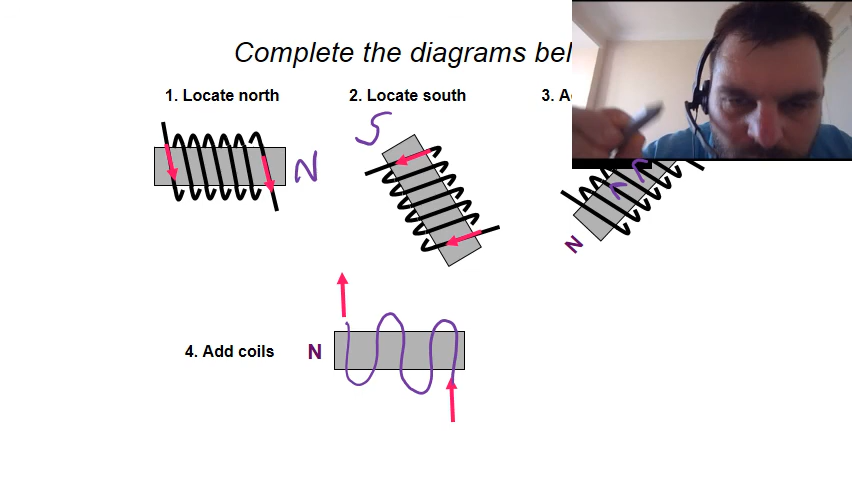 Complete the diagrams bel
1. Locate north
2. Locate south
3. A
N
S
N
4. Add coils
N